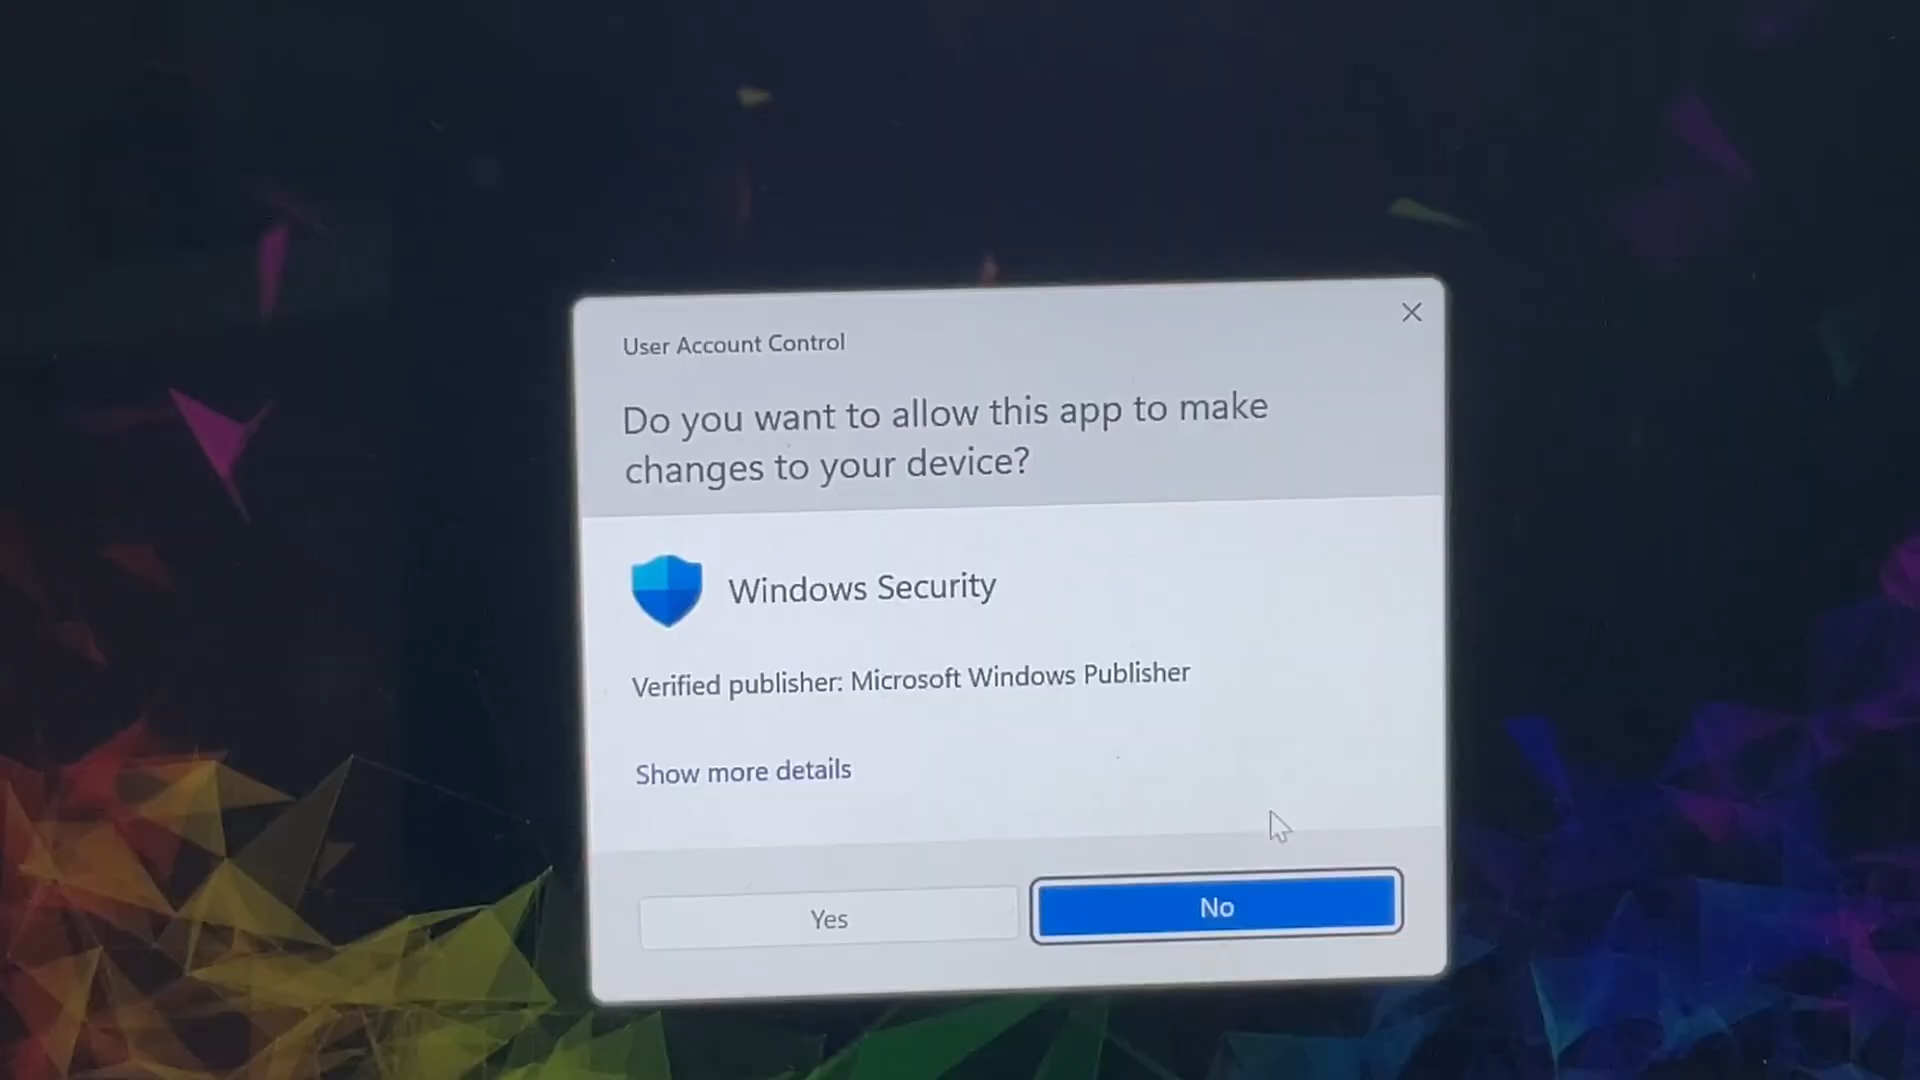 User Account Control
Do you want to allow this app to make
changes to your device?
Windows Security
Verified publisher: Microsoft Windows Publisher
Show more details
Yes
No